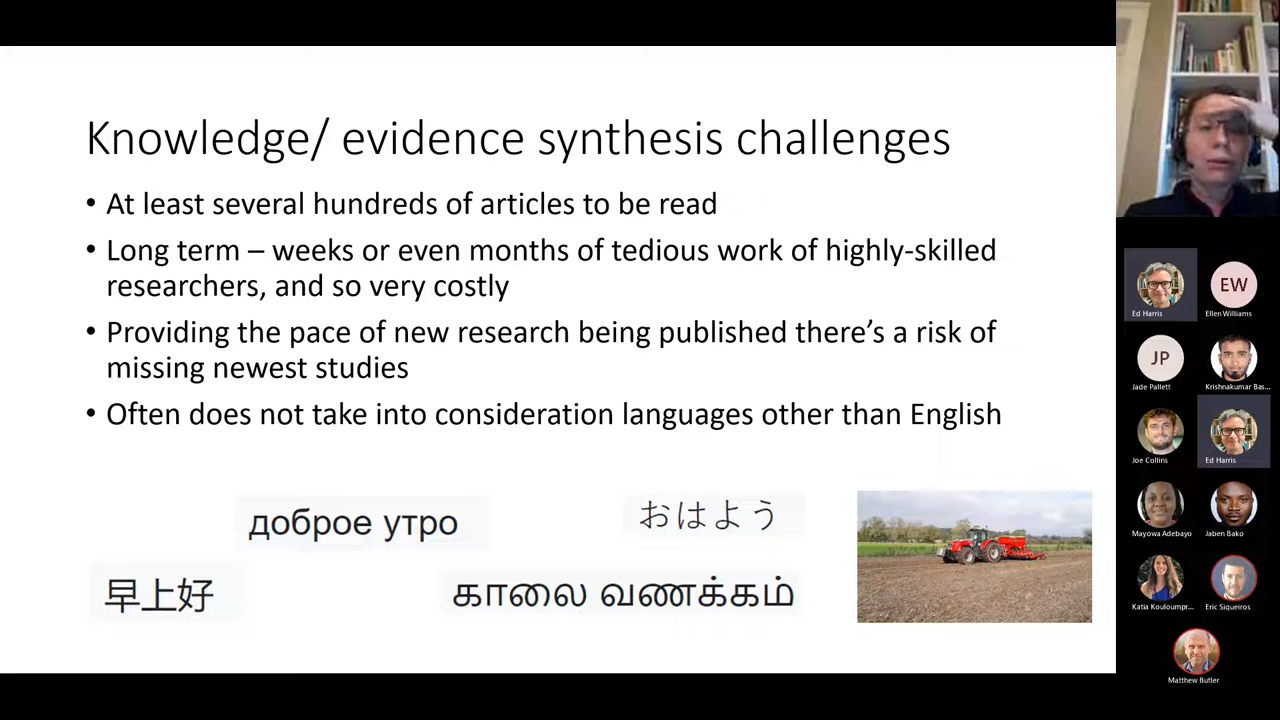 Knowledge/ evidence synthesis challenges
• At least several hundreds of articles to be read
• Long term – weeks or even months of tedious work of highly-skilled
researchers, and so very costly
• Providing the pace of new research being published there's a risk of
missing newest studies
• Often does not take into consideration languages other than English
доброе утро
おはよう
早上好
காலை வணக்கம்
Ed Harris
EW
Ellen Williams
JP
Jade Pallett
Krishnakumar Bas...
Joe Collins
Ed Harris
Mayowa Adebayo
Jaben Bako
Katia Kouloumpr...
Eric Siqueiros
Matthew Butler